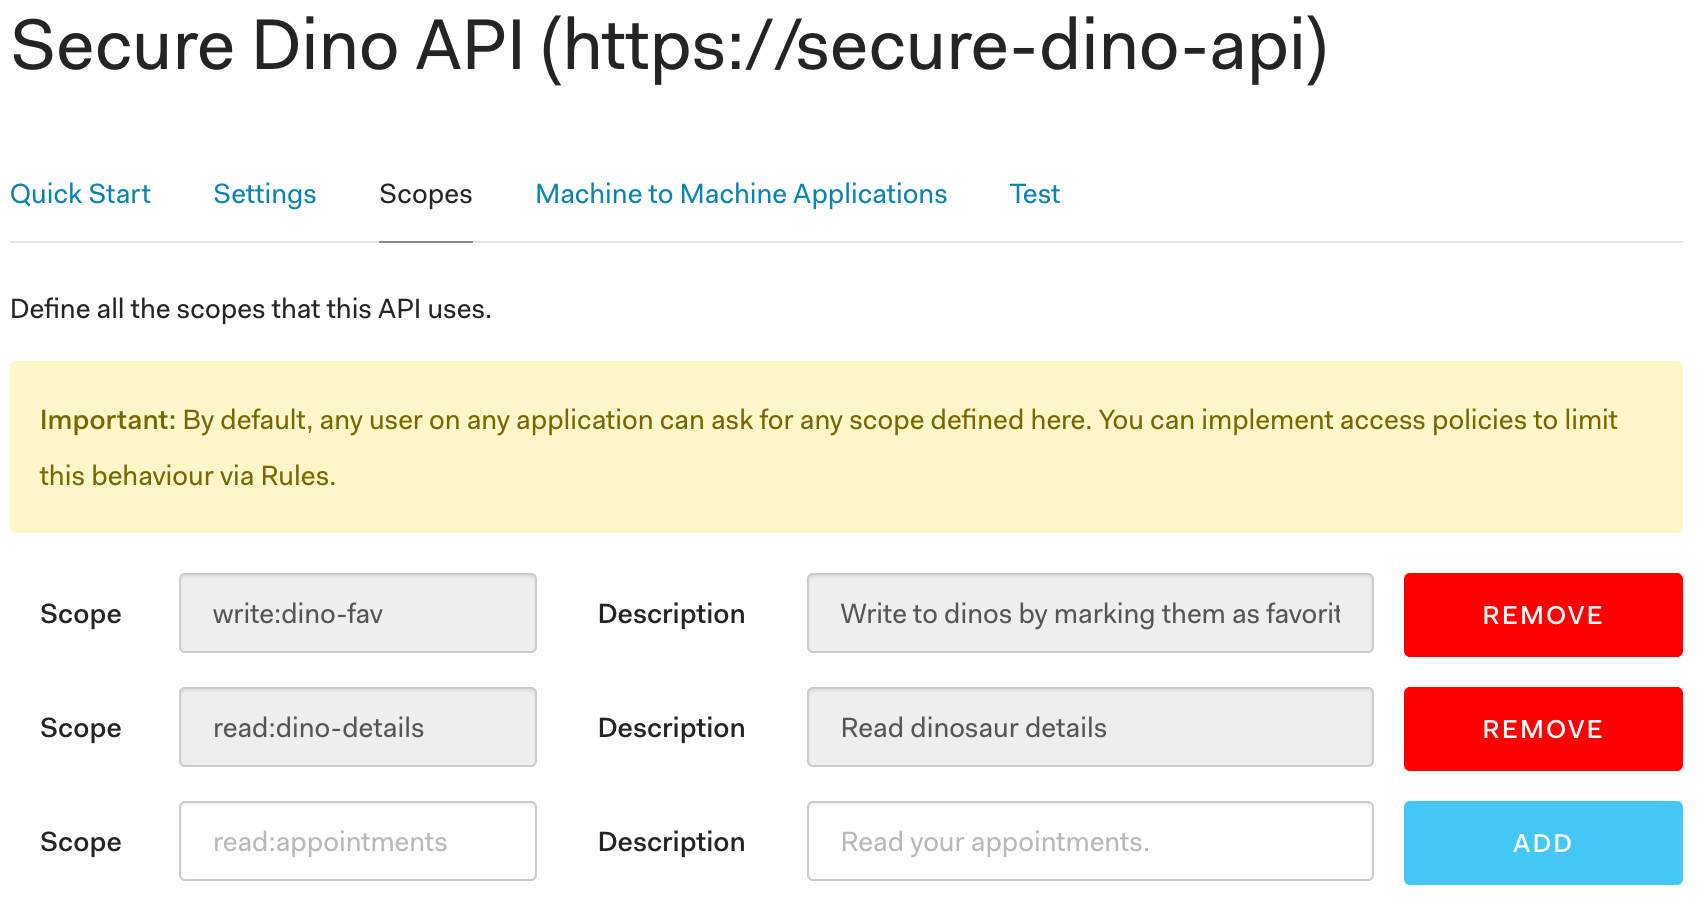 Secure Dino API (https://secure-dino-api)
Quick Start Settings Scopes Machine to Machine Applications Test
Define all the scopes that this API uses.
Important: By default, any user on any application can ask for any scope defined here. You can implement access policies to limit
this behaviour via Rules.
Scope write:dino-fav Description Write to dinos by marking them as favorit REMOVE
Scope read:dino-details Description Read dinosaur details REMOVE
Scope read:appointments Description Read your appointments. ADD